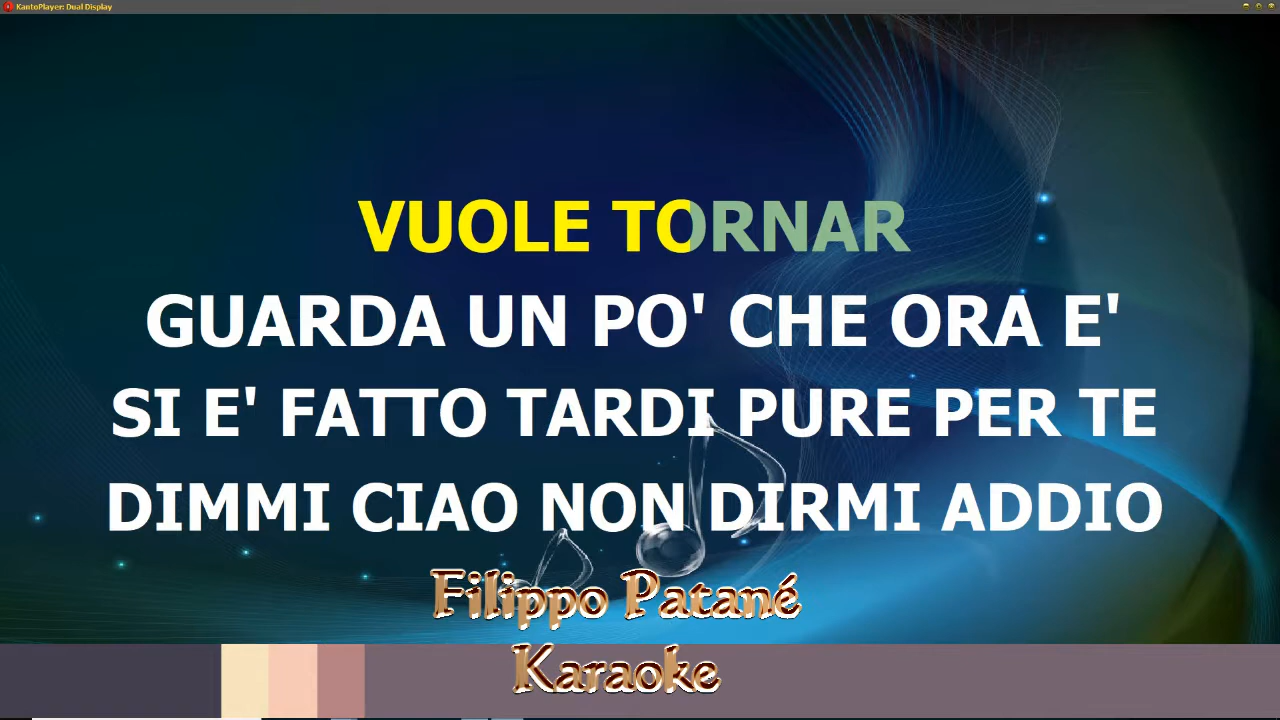 KantoPlayer: Dual Display
VUOLE TORNAR
GUARDA UN PO' CHE ORA E'
SI E' FATTO TARDI PURE PER TE
DIMMI CIAO NON DIRMI ADDIO
Filippo Patané
Karaoke